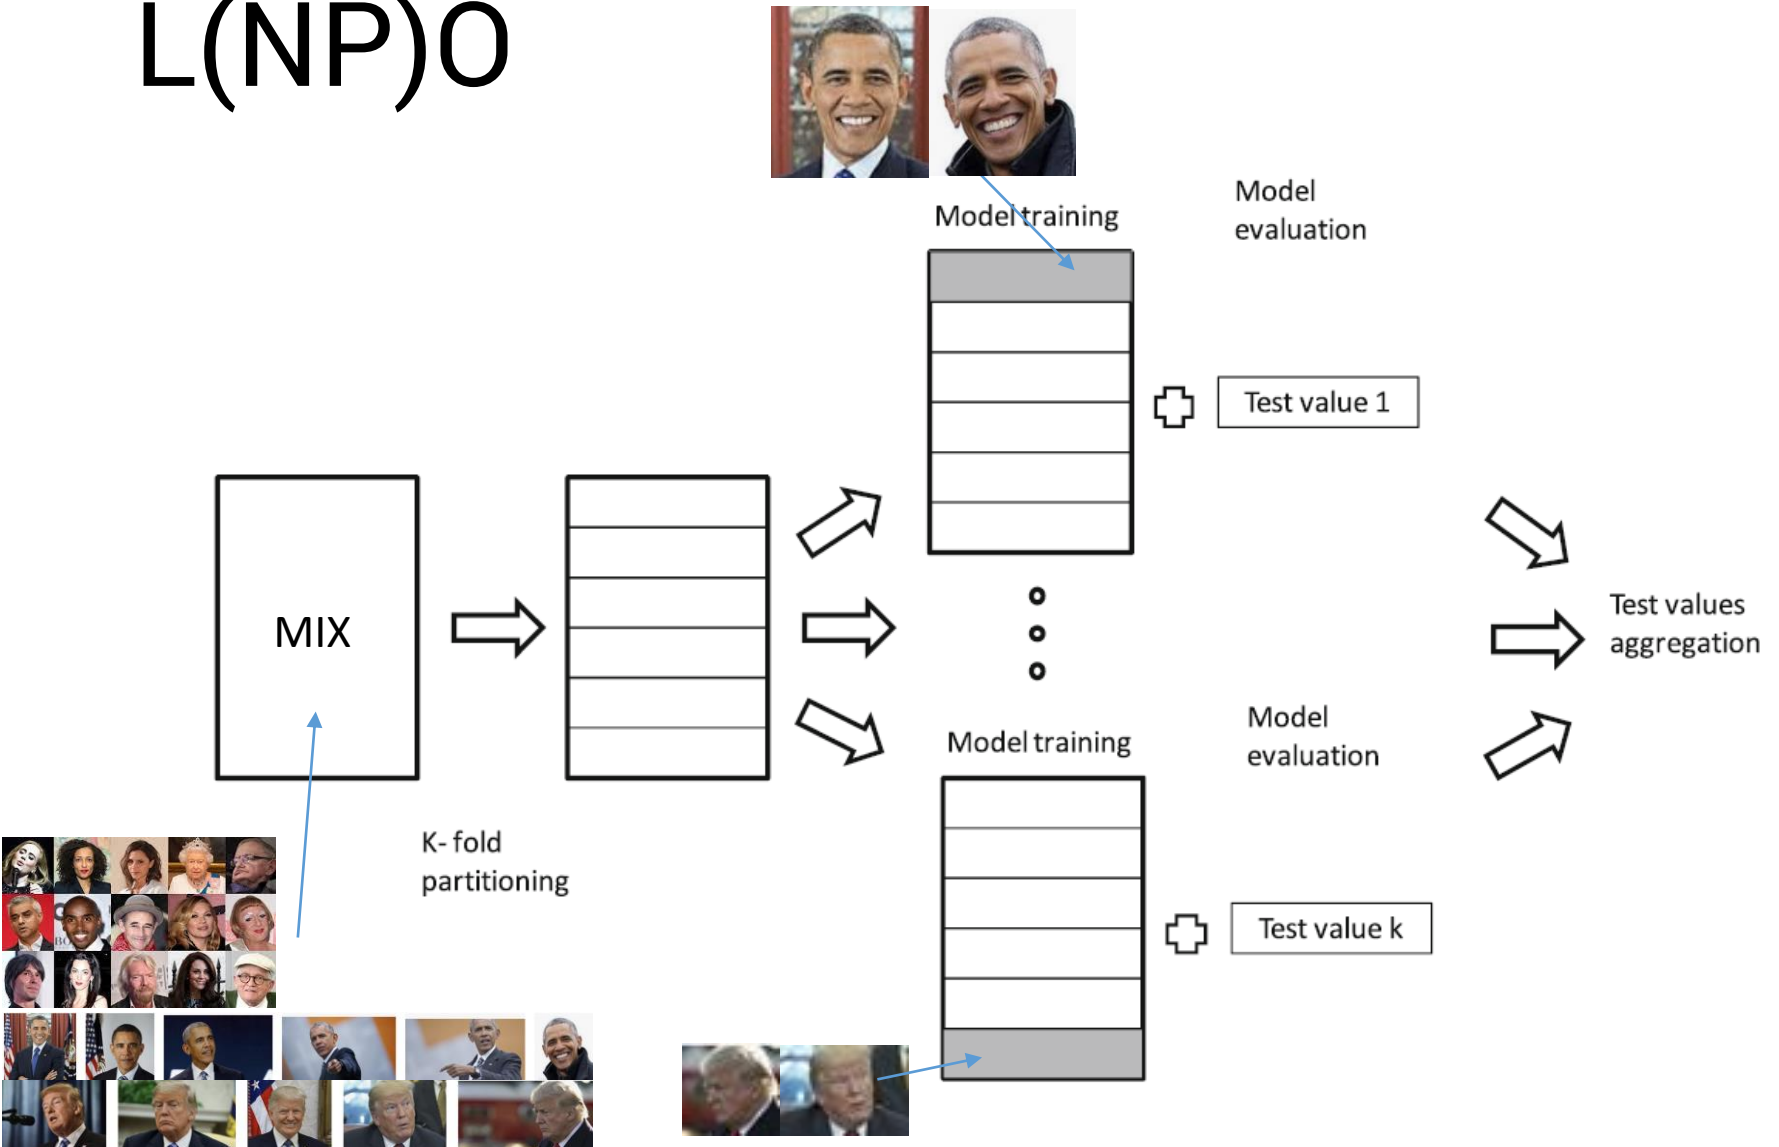 L(NP)O
Model training
Model
evaluation
Test value 1
MIX
Test values
aggregation
Model training
Model
evaluation
K- fold
partitioning
Test value k